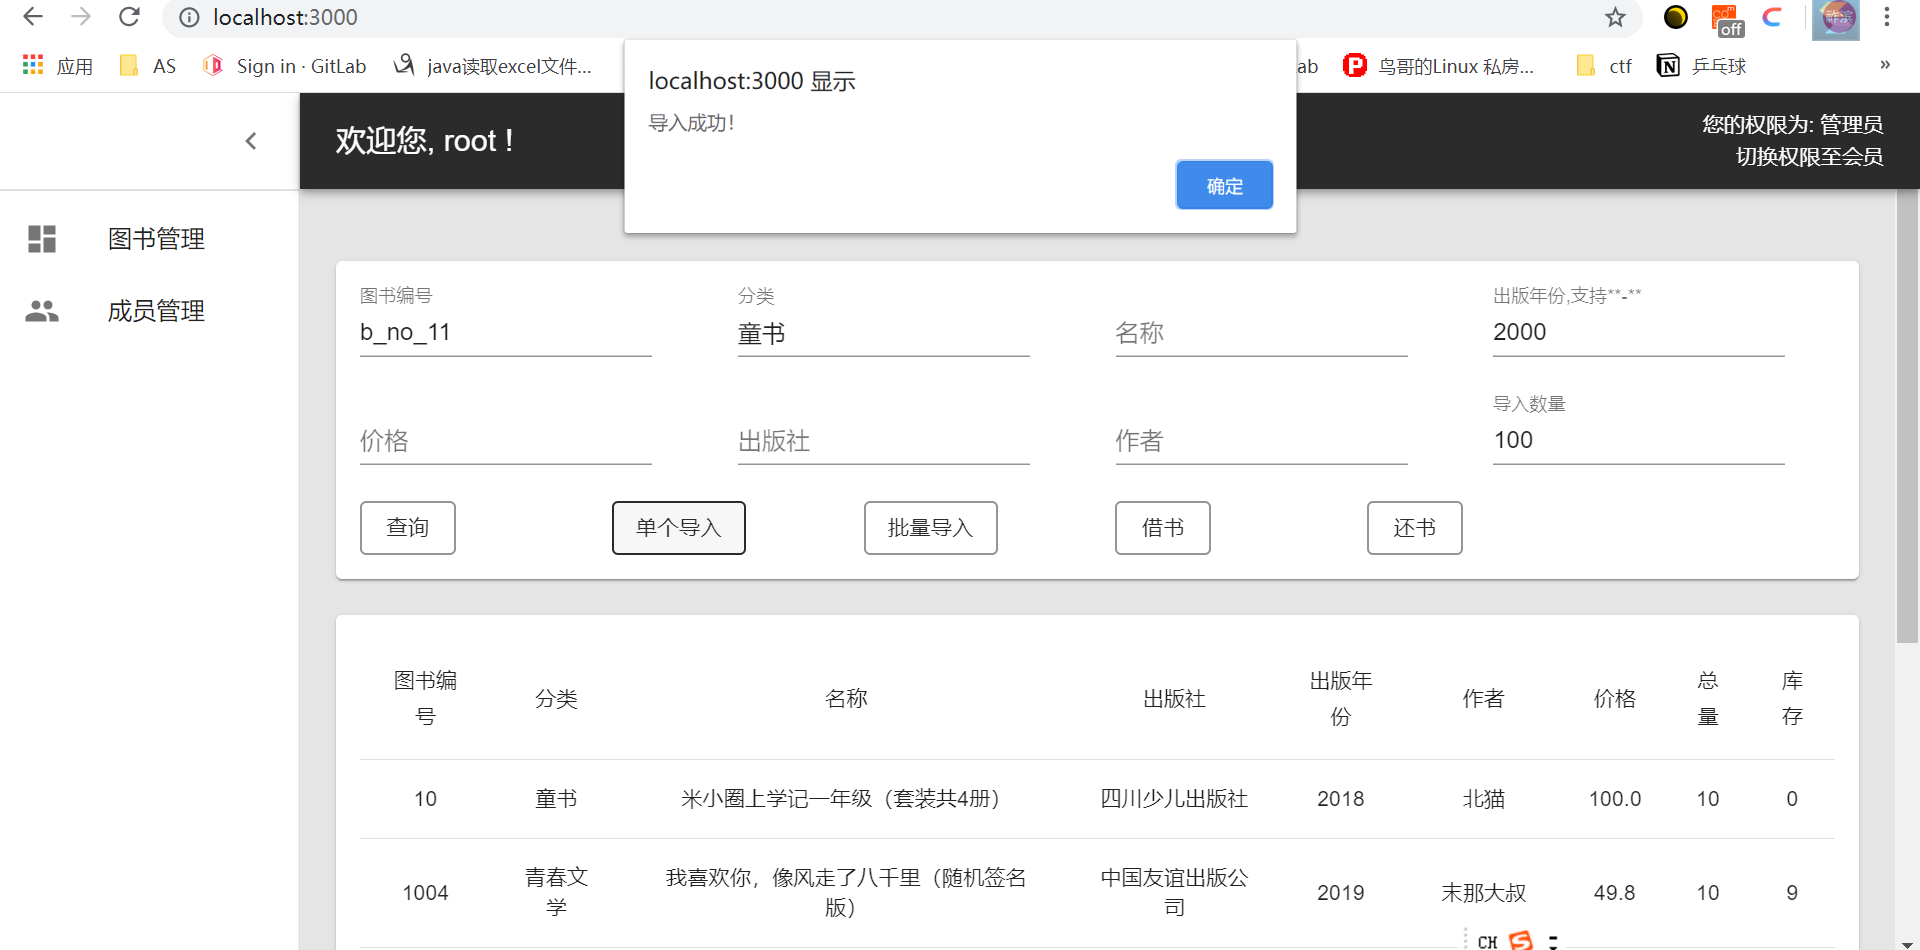 localhost:3000
off
祚滨
应用
AS
Sign in · GitLab
java读取excel文件...
ab
鸟哥的Linux 私房...
ctf
乒乓球
»
localhost:3000 显示
导入成功!
确定
欢迎您, root !
您的权限为: 管理员
切换权限至会员
图书管理
成员管理
图书编号
b_no_11
分类
童书
名称
出版年份,支持**-**
2000
价格
出版社
作者
导入数量
100
查询
单个导入
批量导入
借书
还书
图书编
号
分类
名称
出版社
出版年
份
作者
价格
总
量
库
存
10
童书
米小圈上学记一年级（套装共4册）
四川少儿出版社
2018
北猫
100.0
10
0
1004
青春文
学
我喜欢你，像风走了八千里（随机签名
版）
中国友谊出版公
司
2019
末那大叔
49.8
10
9
CH